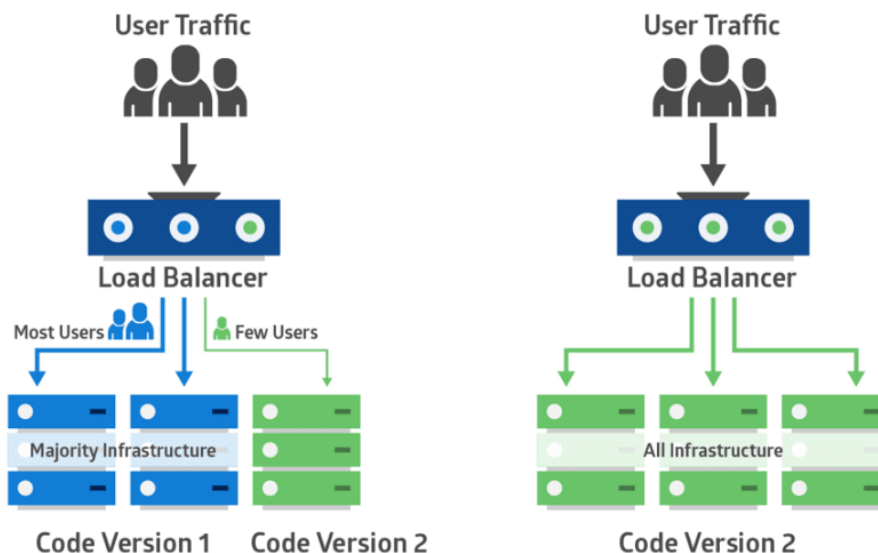 User Traffic
Load Balancer
Most Users
Few Users
Majority Infrastructure
Code Version 1
Code Version 2
User Traffic
Load Balancer
All Infrastructure
Code Version 2